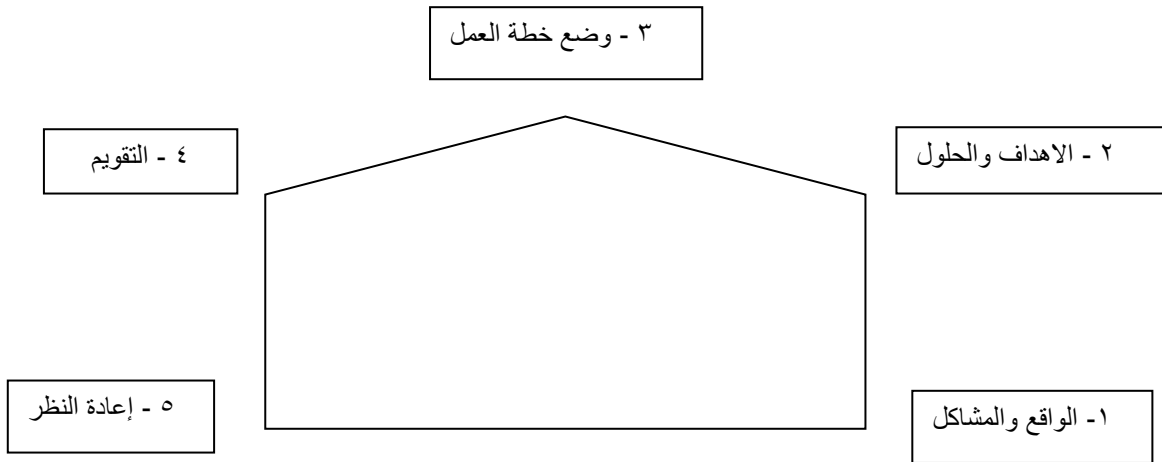 ٣ - وضع خطة العمل
٢ - الاهداف والحلول
٤ - التقويم
١- الواقع والمشاكل
٥ - إعادة النظر